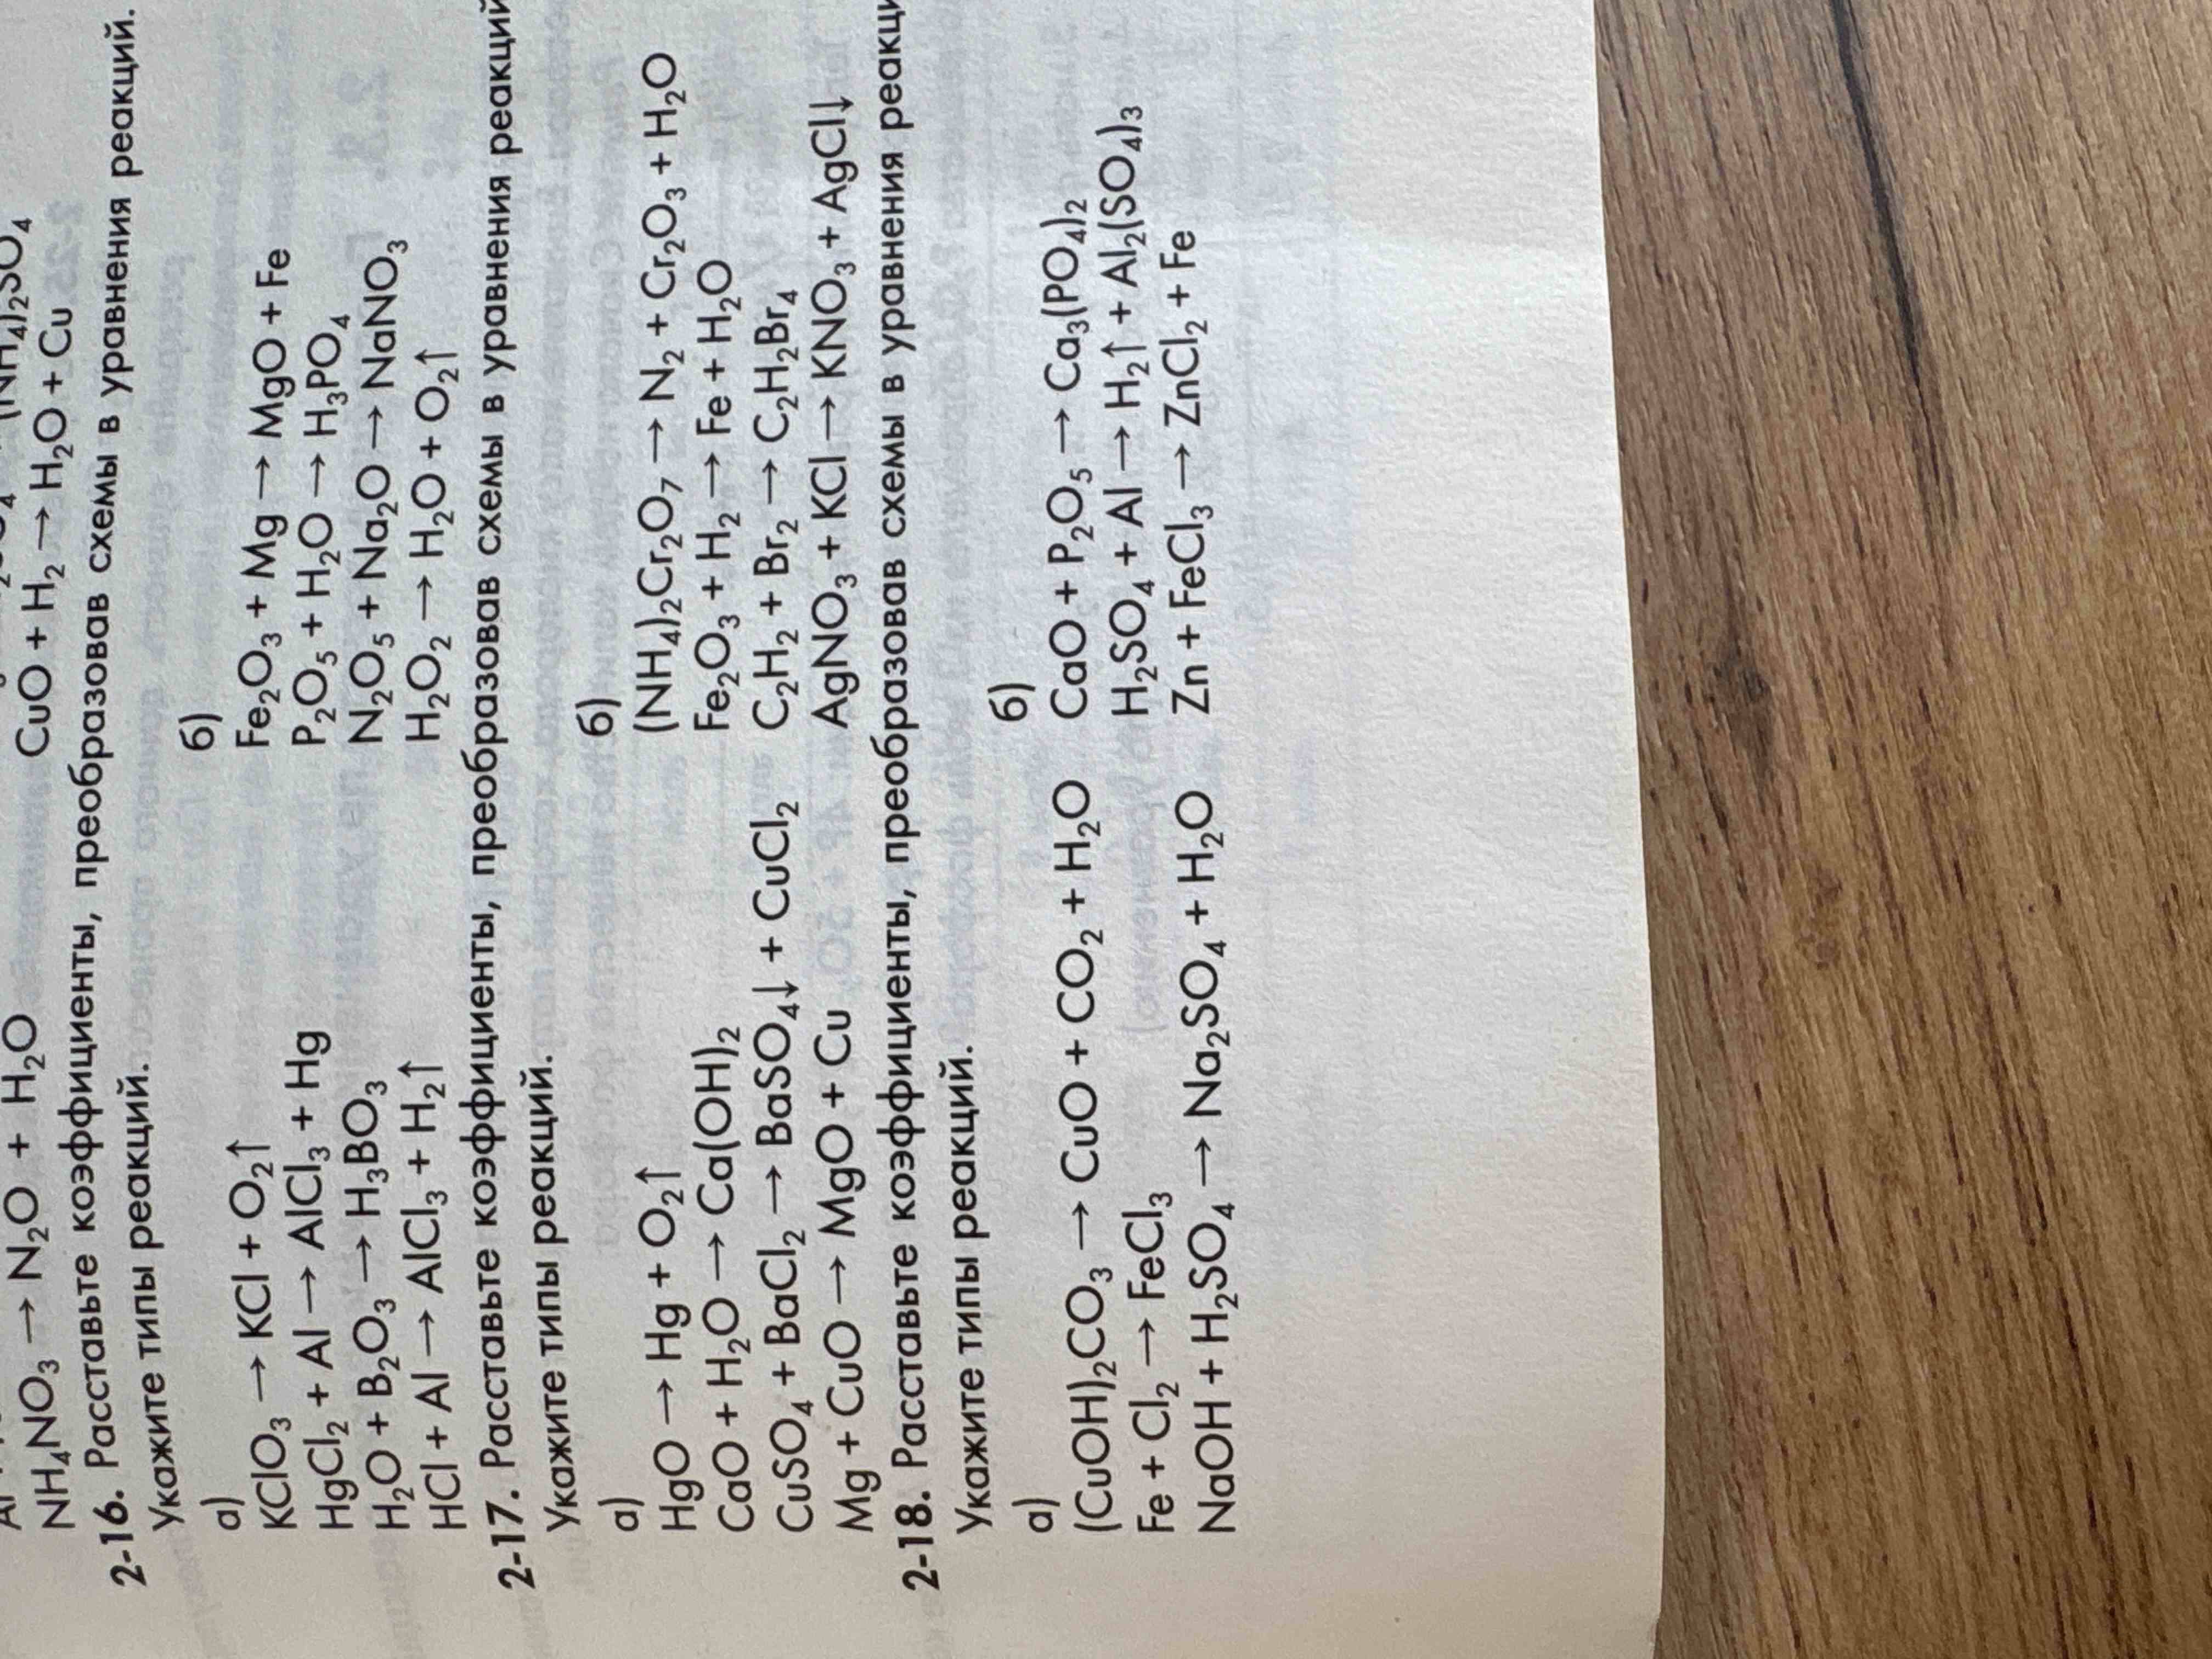 NH₄NO₃ → N₂O + H₂O
CuO + H₂ → H₂O + Cu
2-16. Расставьте коэффициенты, преобразовав схемы в уравнения реакций.
Укажите типы реакций.
а) б)
KClO₃ → KCl + O₂↑ Fe₂O₃ + Mg → MgO + Fe
HgCl₂ + Al → AlCl₃ + Hg P₂O₅ + H₂O → H₃PO₄
H₂O + B₂O₃ → H₃BO₃ N₂O₅ + Na₂O → NaNO₃
HCl + Al → AlCl₃ + H₂↑ H₂O₂ → H₂O + O₂↑
2-17. Расставьте коэффициенты, преобразовав схемы в уравнения реакций
Укажите типы реакций.
а) б)
HgO → Hg + O₂↑ (NH₄)₂Cr₂O₇ → N₂ + Cr₂O₃ + H₂O
CaO + H₂O → Ca(OH)₂ Fe₂O₃ + H₂ → Fe + H₂O
CuSO₄ + BaCl₂ → BaSO₄↓ + CuCl₂ C₂H₂ + Br₂ → C₂H₂Br₄
Mg + CuO → MgO + Cu AgNO₃ + KCl → KNO₃ + AgCl↓
2-18. Расставьте коэффициенты, преобразовав схемы в уравнения реакци
Укажите типы реакций.
а) б)
(CuOH)₂CO₃ → CuO + CO₂ + H₂O CaO + P₂O₅ → Ca₃(PO₄)₂
Fe + Cl₂ → FeCl₃ H₂SO₄ + Al → H₂↑ + Al₂(SO₄)₃
NaOH + H₂SO₄ → Na₂SO₄ + H₂O Zn + FeCl₃ → ZnCl₂ + Fe